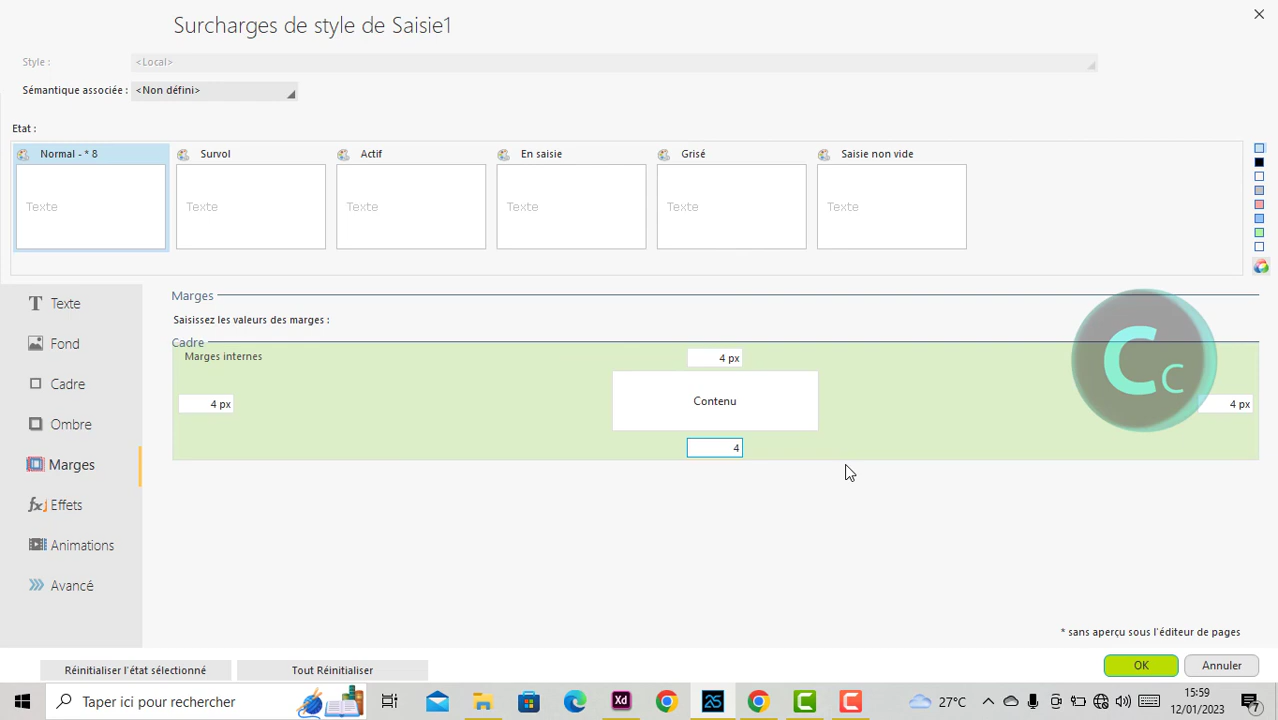 Surcharges de style de Saisie1
Style : <Local>
Sémantique associée : <Non défini>
Etat :
Normal - * 8 Survol Actif En saisie Grisé Saisie non vide
Texte Texte Texte Texte Texte Texte
Texte
Fond
Cadre
Ombre
Marges
Effets
Animations
Avancé
Marges
Saisissez les valeurs des marges :
Cadre
Marges internes 4 px
4 px Contenu 4 px
4
Cc
* sans aperçu sous l'éditeur de pages
Réinitialiser l'état sélectionné Tout Réinitialiser OK Annuler
Taper ici pour rechercher Xd 25 27°C 15:59
12/01/2023 7